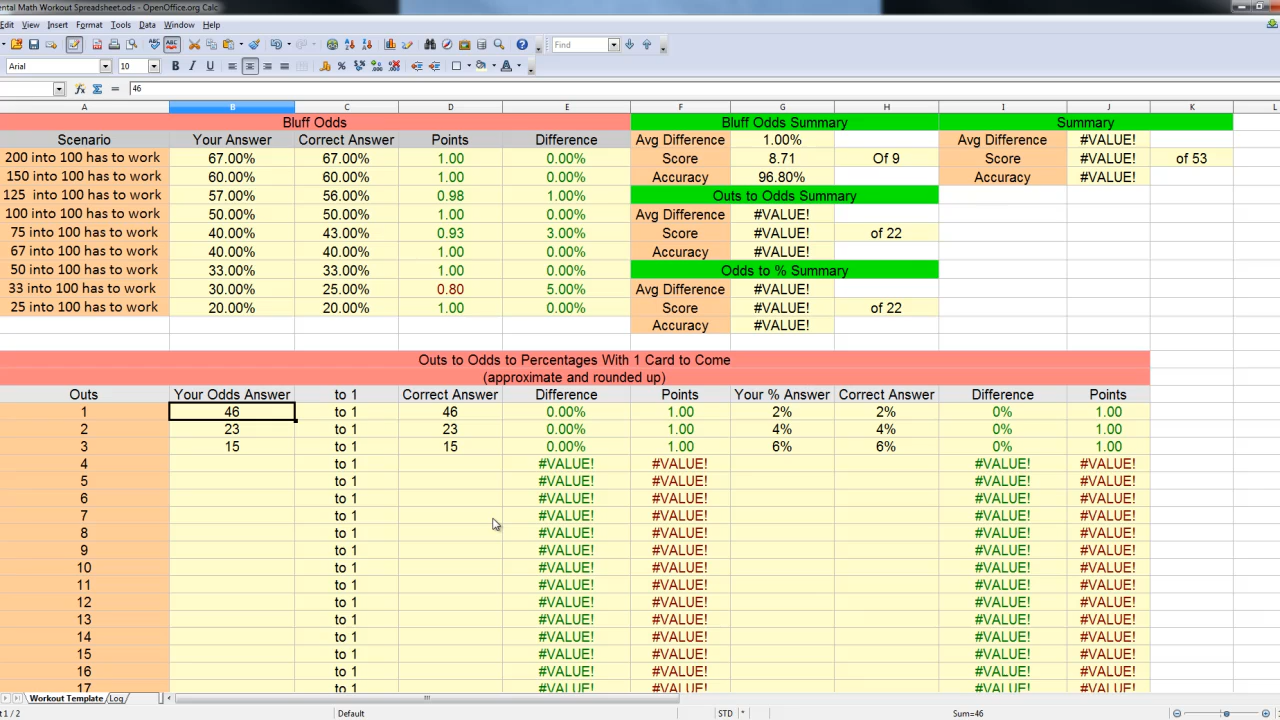 ental Math Workout Spreadsheet.ods - OpenOffice.org Calc
Edit View Insert Format Tools Data Window Help
Find
Arial 10
46
A B C D E F G H I J K L
Bluff Odds Bluff Odds Summary Summary
Scenario Your Answer Correct Answer Points Difference Avg Difference 1.00% Avg Difference #VALUE!
200 into 100 has to work 67.00% 67.00% 1.00 0.00% Score 8.71 Of 9 Score #VALUE! of 53
150 into 100 has to work 60.00% 60.00% 1.00 0.00% Accuracy 96.80% Accuracy #VALUE!
125 into 100 has to work 57.00% 56.00% 0.98 1.00% Outs to Odds Summary
100 into 100 has to work 50.00% 50.00% 1.00 0.00% Avg Difference #VALUE!
75 into 100 has to work 40.00% 43.00% 0.93 3.00% Score #VALUE! of 22
67 into 100 has to work 40.00% 40.00% 1.00 0.00% Accuracy #VALUE!
50 into 100 has to work 33.00% 33.00% 1.00 0.00% Odds to % Summary
33 into 100 has to work 30.00% 25.00% 0.80 5.00% Avg Difference #VALUE!
25 into 100 has to work 20.00% 20.00% 1.00 0.00% Score #VALUE! of 22
Accuracy #VALUE!
Outs to Odds to Percentages With 1 Card to Come
(approximate and rounded up)
Outs Your Odds Answer to 1 Correct Answer Difference Points Your % Answer Correct Answer Difference Points
1 46 to 1 46 0.00% 1.00 2% 2% 0% 1.00
2 23 to 1 23 0.00% 1.00 4% 4% 0% 1.00
3 15 to 1 15 0.00% 1.00 6% 6% 0% 1.00
4 to 1 #VALUE! #VALUE! #VALUE! #VALUE!
5 to 1 #VALUE! #VALUE! #VALUE! #VALUE!
6 to 1 #VALUE! #VALUE! #VALUE! #VALUE!
7 to 1 #VALUE! #VALUE! #VALUE! #VALUE!
8 to 1 #VALUE! #VALUE! #VALUE! #VALUE!
9 to 1 #VALUE! #VALUE! #VALUE! #VALUE!
10 to 1 #VALUE! #VALUE! #VALUE! #VALUE!
11 to 1 #VALUE! #VALUE! #VALUE! #VALUE!
12 to 1 #VALUE! #VALUE! #VALUE! #VALUE!
13 to 1 #VALUE! #VALUE! #VALUE! #VALUE!
14 to 1 #VALUE! #VALUE! #VALUE! #VALUE!
15 to 1 #VALUE! #VALUE! #VALUE! #VALUE!
16 to 1 #VALUE! #VALUE! #VALUE! #VALUE!
17 to 1 #VALUE! #VALUE! #VALUE! #VALUE!
Workout Template Log
t 1 / 2 Default STD * Sum=46